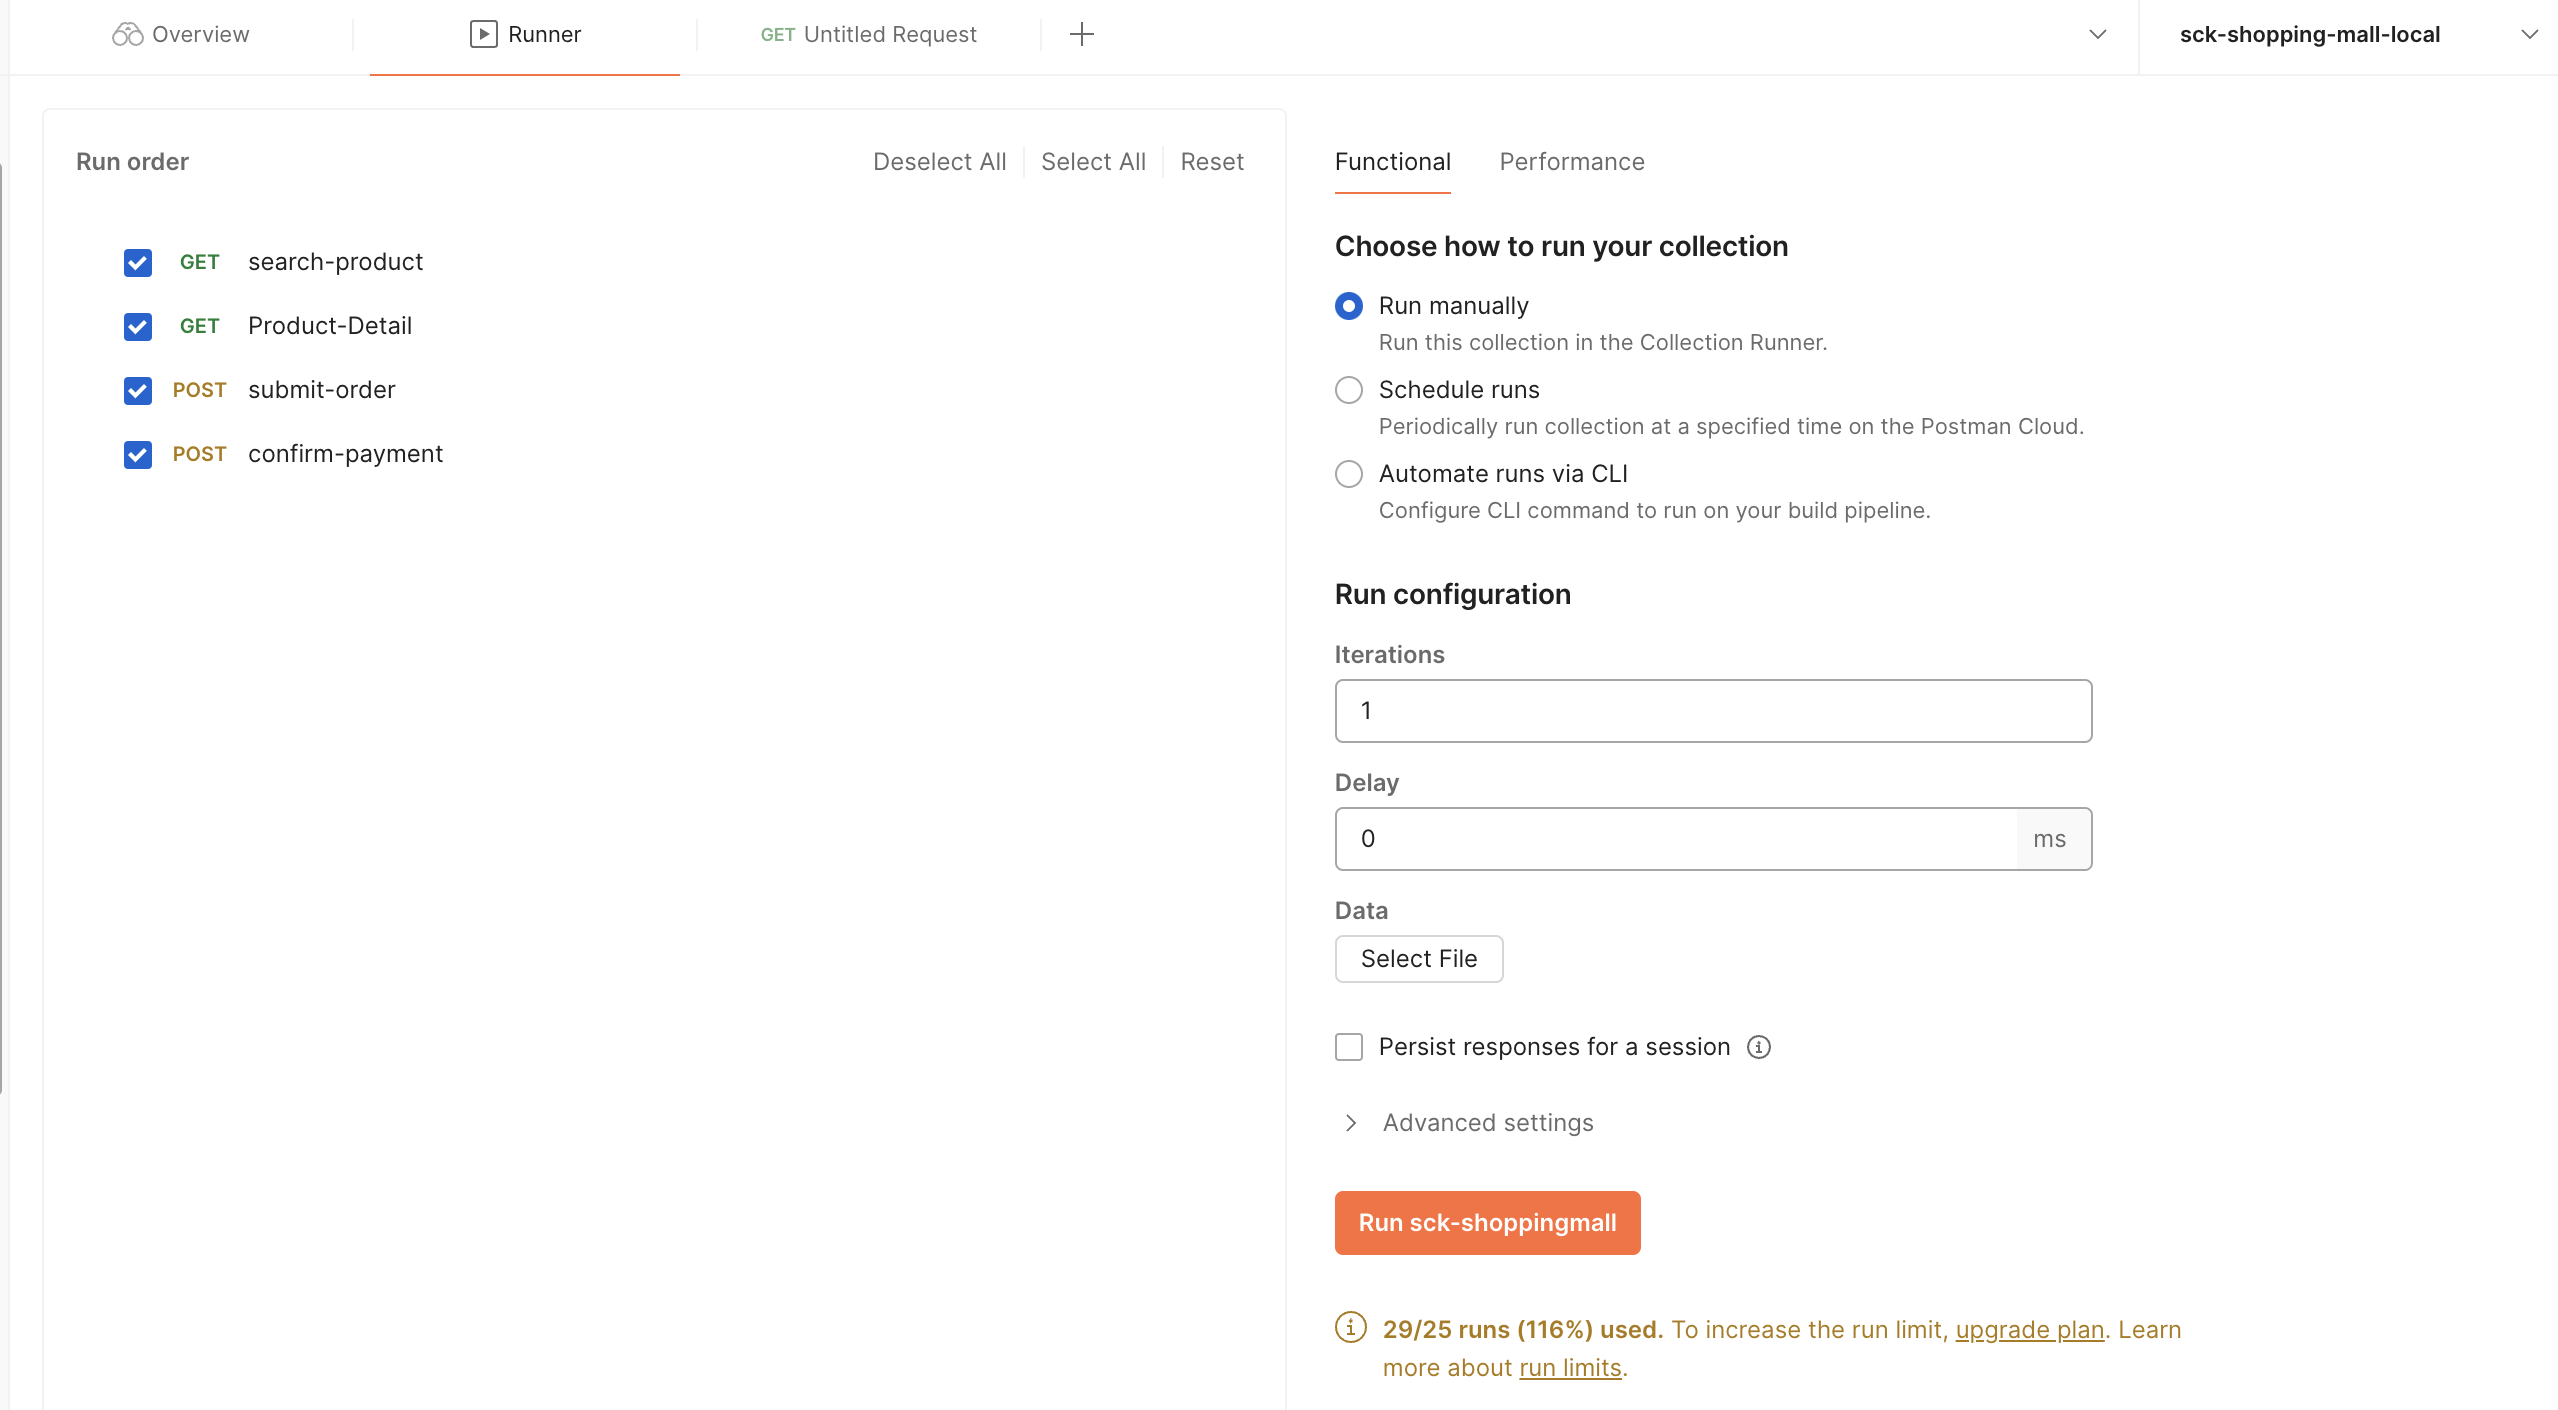 Overview
Runner
GET Untitled Request
sck-shopping-mall-local
Run order
Deselect All
Select All
Reset
GET search-product
GET Product-Detail
POST submit-order
POST confirm-payment
Functional
Performance
Choose how to run your collection
Run manually
Run this collection in the Collection Runner.
Schedule runs
Periodically run collection at a specified time on the Postman Cloud.
Automate runs via CLI
Configure CLI command to run on your build pipeline.
Run configuration
Iterations
1
Delay
0 ms
Data
Select File
Persist responses for a session
Advanced settings
Run sck-shoppingmall
29/25 runs (116%) used. To increase the run limit, upgrade plan. Learn
more about run limits.